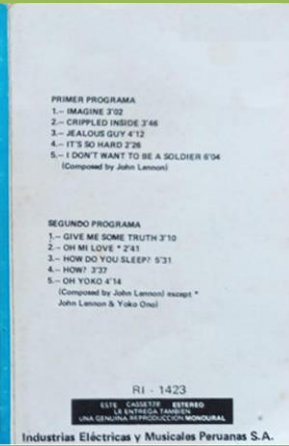 PRIMER PROGRAMA
1.— IMAGINE 3'02
2.— CRIPPLED INSIDE 3'46
3.— JEALOUS GUY 4'12
4.— IT'S SO HARD 2'26
5.— I DON'T WANT TO BE A SOLDIER 6'04
(Composed by John Lennon)
SEGUNDO PROGRAMA
1.— GIVE ME SOME TRUTH 3'10
2.— OH MI LOVE * 2'41
3.— HOW DO YOU SLEEP? 5'31
4.— HOW? 3'37
5.— OH YOKO 4'14
(Composed by John Lennon) except *
John Lennon & Yoko Ono)
RI - 1423
ESTE CASSETTE ESTEREO
LE ENTREGA TAMBIEN
UNA GENUINA REPRODUCCION MONOURAL
Industrias Eléctricas y Musicales Peruanas S.A.